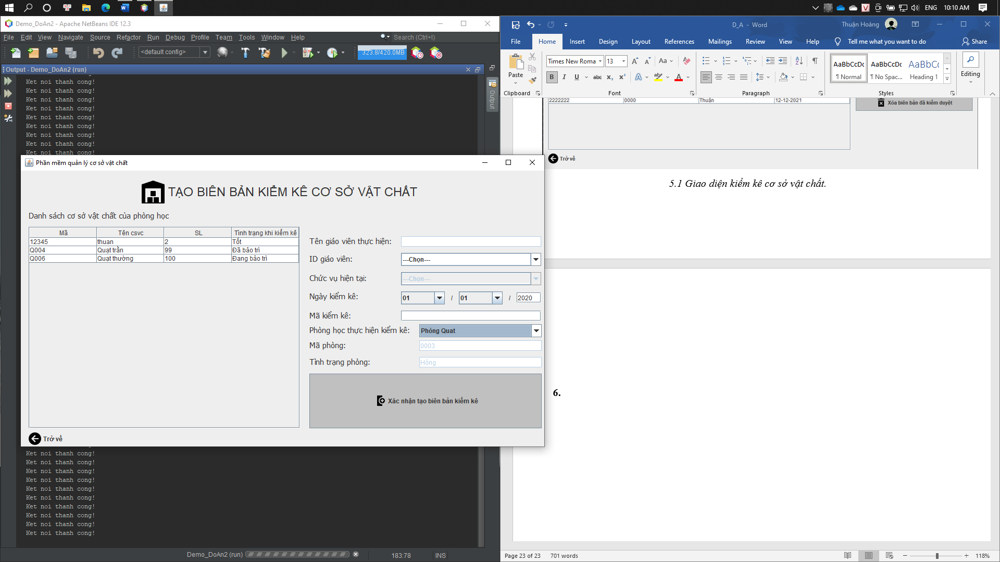 ENG 10:10 AM
Demo_DoAn2 - Apache NetBeans IDE 12.3
File Edit View Navigate Source Refactor Run Debug Profile Team Tools Window Help
Search (Ctrl+I)
<default config>
323.8/420.0MB
Output - Demo_DoAn2 (run)
Ket noi thanh cong!
Ket noi thanh cong!
Ket noi thanh cong!
Ket noi thanh cong!
Ket noi thanh cong!
Ket noi thanh cong!
Ket noi thanh cong!
Ket noi thanh cong!
Ket noi thanh cong!
Output
Phần mềm quản lý cơ sở vật chất
TẠO BIÊN BẢN KIỂM KÊ CƠ SỞ VẬT CHẤT
Danh sách cơ sở vật chất của phòng học
Mã Tên csvc SL Tình trạng khi kiểm kê
12345 thuan 2 Tốt
Q004 Quạt trần 99 Đã bảo trì
Q006 Quạt thường 100 Đang bảo trì
Tên giáo viên thực hiện:
ID giáo viên: ---Chọn---
Chức vụ hiện tại: ---Chọn---
Ngày kiểm kê: 01 / 01 / 2020
Mã kiểm kê:
Phòng học thực hiện kiểm kê: Phòng Quat
Mã phòng: 0003
Tình trạng phòng: Hỏng
Xác nhận tạo biên bản kiểm kê
Trở về
Ket noi thanh cong!
Ket noi thanh cong!
Ket noi thanh cong!
Ket noi thanh cong!
Ket noi thanh cong!
Ket noi thanh cong!
Ket noi thanh cong!
Ket noi thanh cong!
Ket noi thanh cong!
Ket noi thanh cong!
Demo_DoAn2 (run) 183:78 INS
D_A - Word
Thuận Hoàng
File Home Insert Design Layout References Mailings Review View Help Tell me what you want to do Share
Paste
Times New Roma 13
AaBbCcDc AaBbCcDc AaBbCc
¶ Normal ¶ No Spac... Heading 1
Editing
Clipboard Font Paragraph Styles
2222222 0000 Thuận 12-12-2021
Xóa biên bản đã kiểm duyệt
Trở về
5.1 Giao diện kiểm kê cơ sở vật chất.
6.
Page 23 of 23 701 words 118%